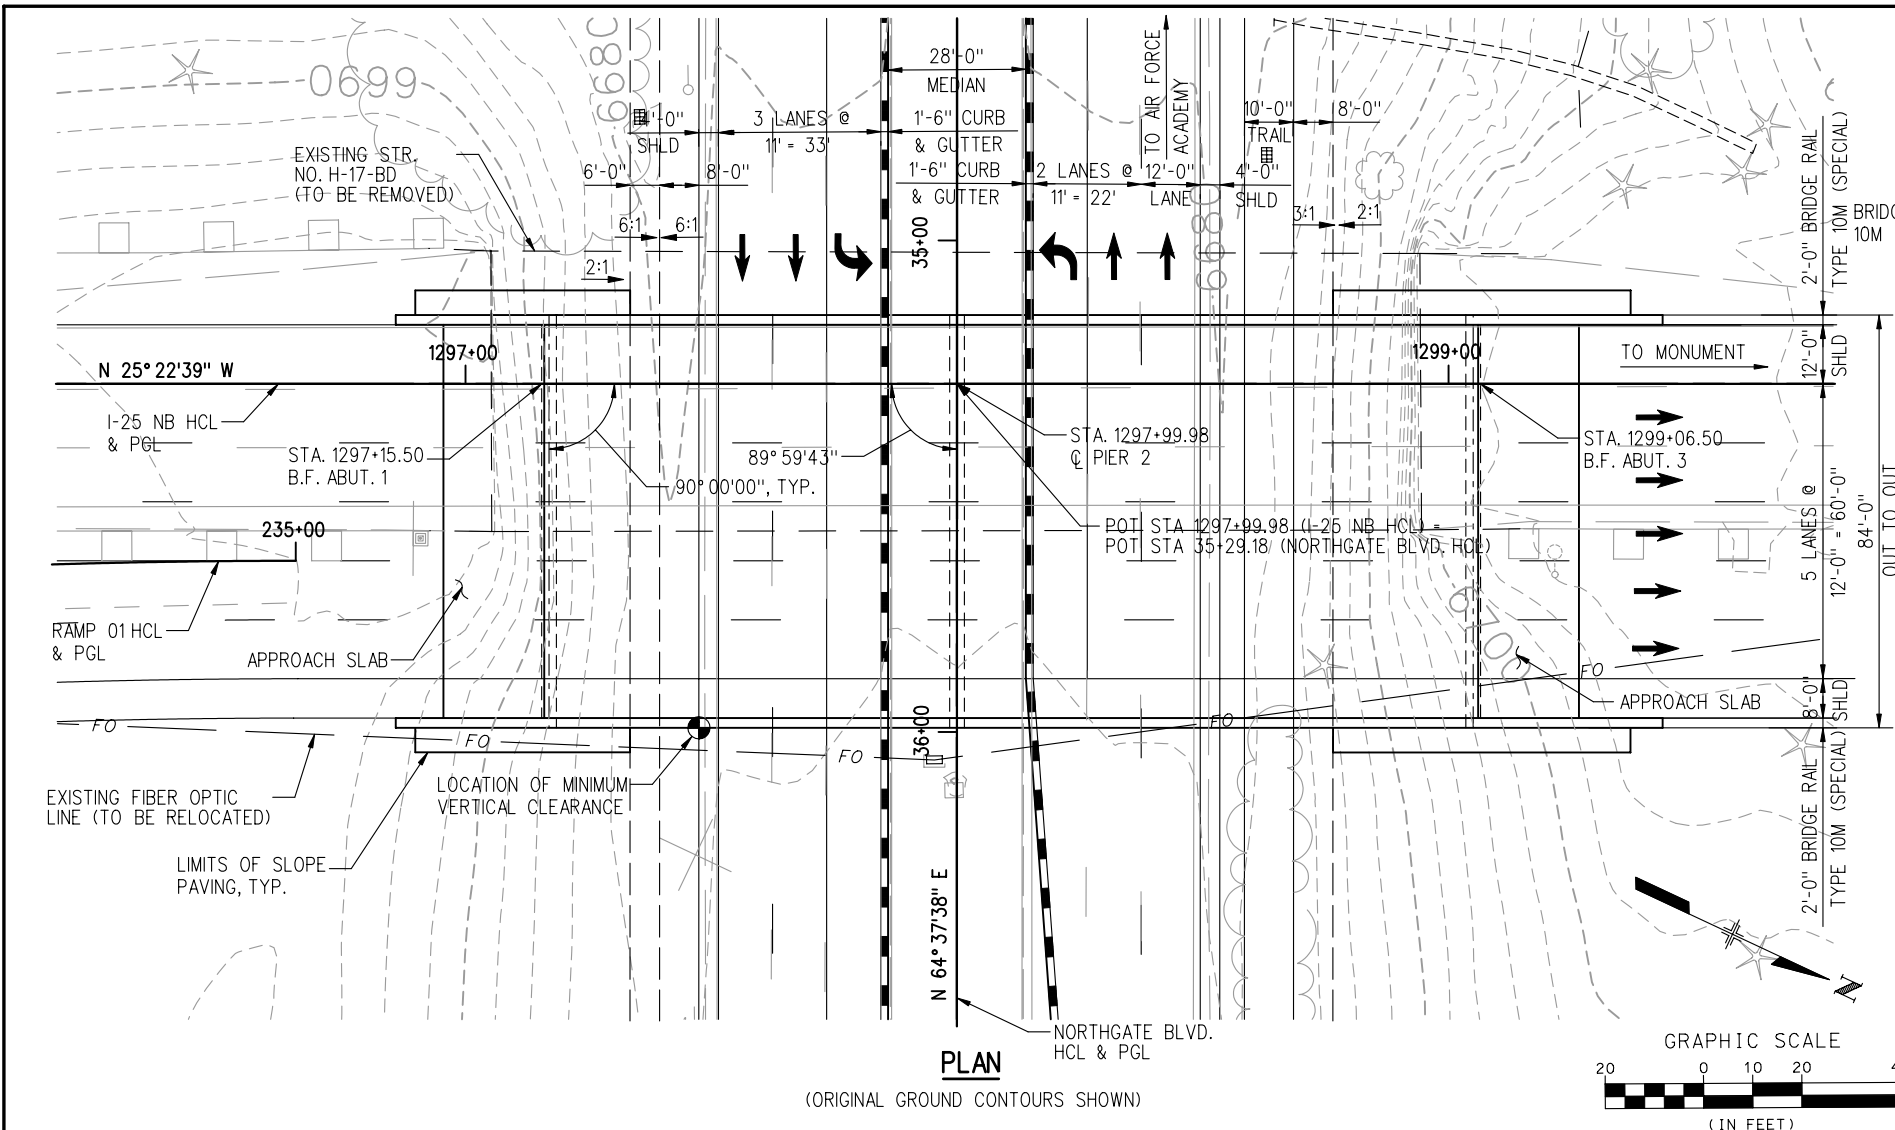 0699
6680
28'-0"
MEDIAN
TO AIR FORCE
ACADEMY
4'-0"
SHLD
3 LANES @
11' = 33'
1'-6" CURB
& GUTTER
10'-0"
TRAIL
8'-0"
EXISTING STR.
NO. H-17-BD
(TO BE REMOVED)
6'-0"
8'-0"
1'-6" CURB
& GUTTER
2 LANES @
11' = 22'
12'-0"
LANE
4'-0"
SHLD
6:1
6:1
3:1
2:1
2:1
35+00
6680
2'-0" BRIDGE RAIL
TYPE 10M (SPECIAL)
10M
1297+00
1299+00
TO MONUMENT
12'-0"
SHLD
N 25° 22'39" W
I-25 NB HCL
& PGL
STA. 1297+15.50
B.F. ABUT. 1
89° 59'43"
90° 00'00", TYP.
STA. 1297+99.98
℄ PIER 2
STA. 1299+06.50
B.F. ABUT. 3
POT STA 1297+99.98 (I-25 NB HCL) =
POT STA 35+29.18 (NORTHGATE BLVD. HCL)
235+00
5 LANES @
12'-0" = 60'-0"
84'-0"
OUT TO OUT
RAMP 01 HCL
& PGL
APPROACH SLAB
6700
FO
APPROACH SLAB
8'-0"
SHLD
FO
FO
FO
FO
36+00
EXISTING FIBER OPTIC
LINE (TO BE RELOCATED)
LOCATION OF MINIMUM
VERTICAL CLEARANCE
LIMITS OF SLOPE
PAVING, TYP.
2'-0" BRIDGE RAIL
TYPE 10M (SPECIAL)
N 64° 37'38" E
N
NORTHGATE BLVD.
HCL & PGL
PLAN
(ORIGINAL GROUND CONTOURS SHOWN)
GRAPHIC SCALE
20 0 10 20
(IN FEET)